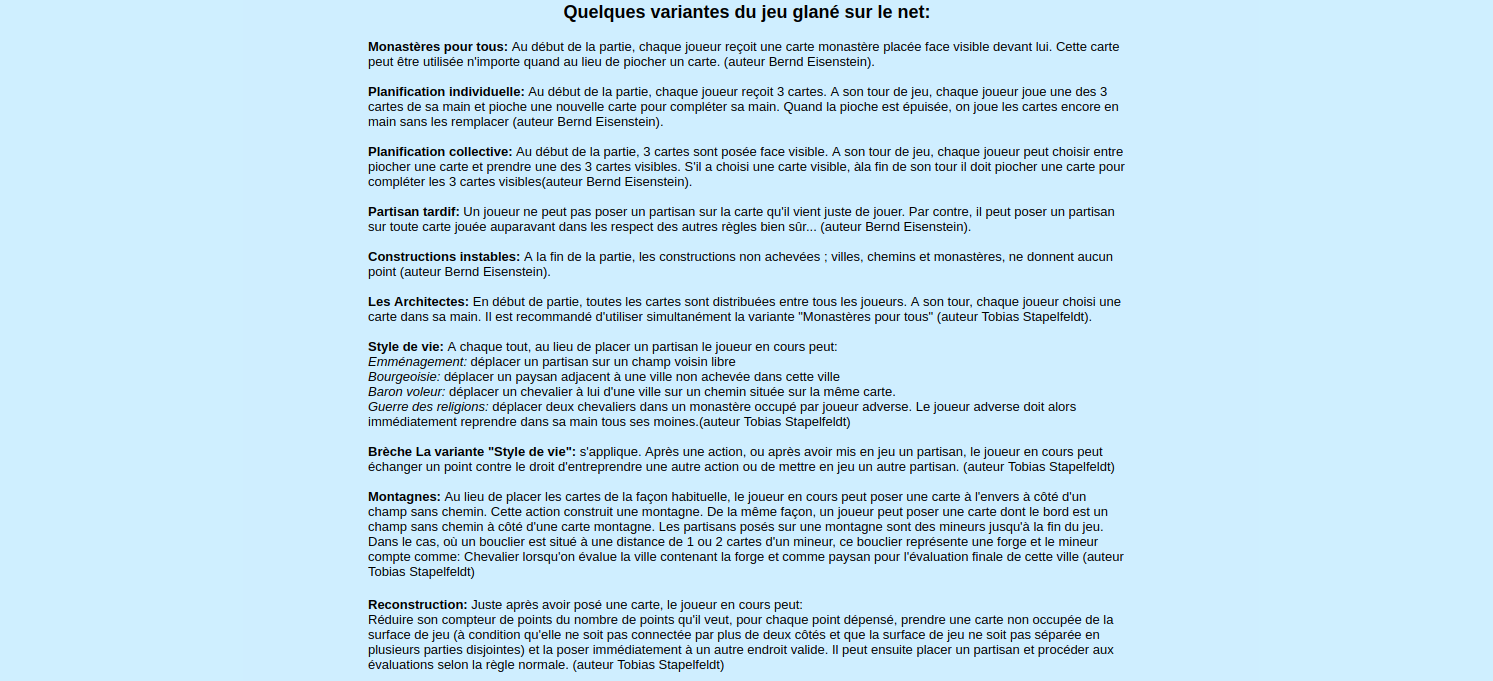 Quelques variantes du jeu glané sur le net:
Monastères pour tous: Au début de la partie, chaque joueur reçoit une carte monastère placée face visible devant lui. Cette carte
peut être utilisée n'importe quand au lieu de piocher un carte. (auteur Bernd Eisenstein).
Planification individuelle: Au début de la partie, chaque joueur reçoit 3 cartes. A son tour de jeu, chaque joueur joue une des 3
cartes de sa main et pioche une nouvelle carte pour compléter sa main. Quand la pioche est épuisée, on joue les cartes encore en
main sans les remplacer (auteur Bernd Eisenstein).
Planification collective: Au début de la partie, 3 cartes sont posée face visible. A son tour de jeu, chaque joueur peut choisir entre
piocher une carte et prendre une des 3 cartes visibles. S'il a choisi une carte visible, àla fin de son tour il doit piocher une carte pour
compléter les 3 cartes visibles(auteur Bernd Eisenstein).
Partisan tardif: Un joueur ne peut pas poser un partisan sur la carte qu'il vient juste de jouer. Par contre, il peut poser un partisan
sur toute carte jouée auparavant dans les respect des autres règles bien sûr... (auteur Bernd Eisenstein).
Constructions instables: A la fin de la partie, les constructions non achevées ; villes, chemins et monastères, ne donnent aucun
point (auteur Bernd Eisenstein).
Les Architectes: En début de partie, toutes les cartes sont distribuées entre tous les joueurs. A son tour, chaque joueur choisi une
carte dans sa main. Il est recommandé d'utiliser simultanément la variante "Monastères pour tous" (auteur Tobias Stapelfeldt).
Style de vie: A chaque tout, au lieu de placer un partisan le joueur en cours peut:
Emménagement: déplacer un partisan sur un champ voisin libre
Bourgeoisie: déplacer un paysan adjacent à une ville non achevée dans cette ville
Baron voleur: déplacer un chevalier à lui d'une ville sur un chemin située sur la même carte.
Guerre des religions: déplacer deux chevaliers dans un monastère occupé par joueur adverse. Le joueur adverse doit alors
immédiatement reprendre dans sa main tous ses moines.(auteur Tobias Stapelfeldt)
Brèche La variante "Style de vie": s'applique. Après une action, ou après avoir mis en jeu un partisan, le joueur en cours peut
échanger un point contre le droit d'entreprendre une autre action ou de mettre en jeu un autre partisan. (auteur Tobias Stapelfeldt)
Montagnes: Au lieu de placer les cartes de la façon habituelle, le joueur en cours peut poser une carte à l'envers à côté d'un
champ sans chemin. Cette action construit une montagne. De la même façon, un joueur peut poser une carte dont le bord est un
champ sans chemin à côté d'une carte montagne. Les partisans posés sur une montagne sont des mineurs jusqu'à la fin du jeu.
Dans le cas, où un bouclier est situé à une distance de 1 ou 2 cartes d'un mineur, ce bouclier représente une forge et le mineur
compte comme: Chevalier lorsqu'on évalue la ville contenant la forge et comme paysan pour l'évaluation finale de cette ville (auteur
Tobias Stapelfeldt)
Reconstruction: Juste après avoir posé une carte, le joueur en cours peut:
Réduire son compteur de points du nombre de points qu'il veut, pour chaque point dépensé, prendre une carte non occupée de la
surface de jeu (à condition qu'elle ne soit pas connectée par plus de deux côtés et que la surface de jeu ne soit pas séparée en
plusieurs parties disjointes) et la poser immédiatement à un autre endroit valide. Il peut ensuite placer un partisan et procéder aux
évaluations selon la règle normale. (auteur Tobias Stapelfeldt)